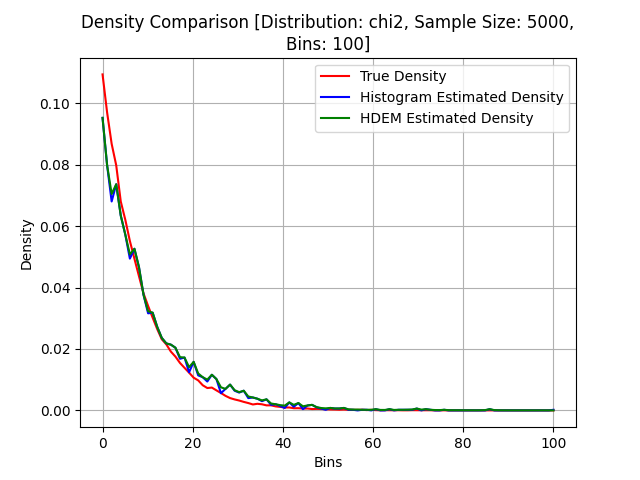 Density Comparison [Distribution: chi2, Sample Size: 5000,
Bins: 100]
True Density
Histogram Estimated Density
HDEM Estimated Density
Density
0.10
0.08
0.06
0.04
0.02
0.00
0 20 40 60 80 100
Bins